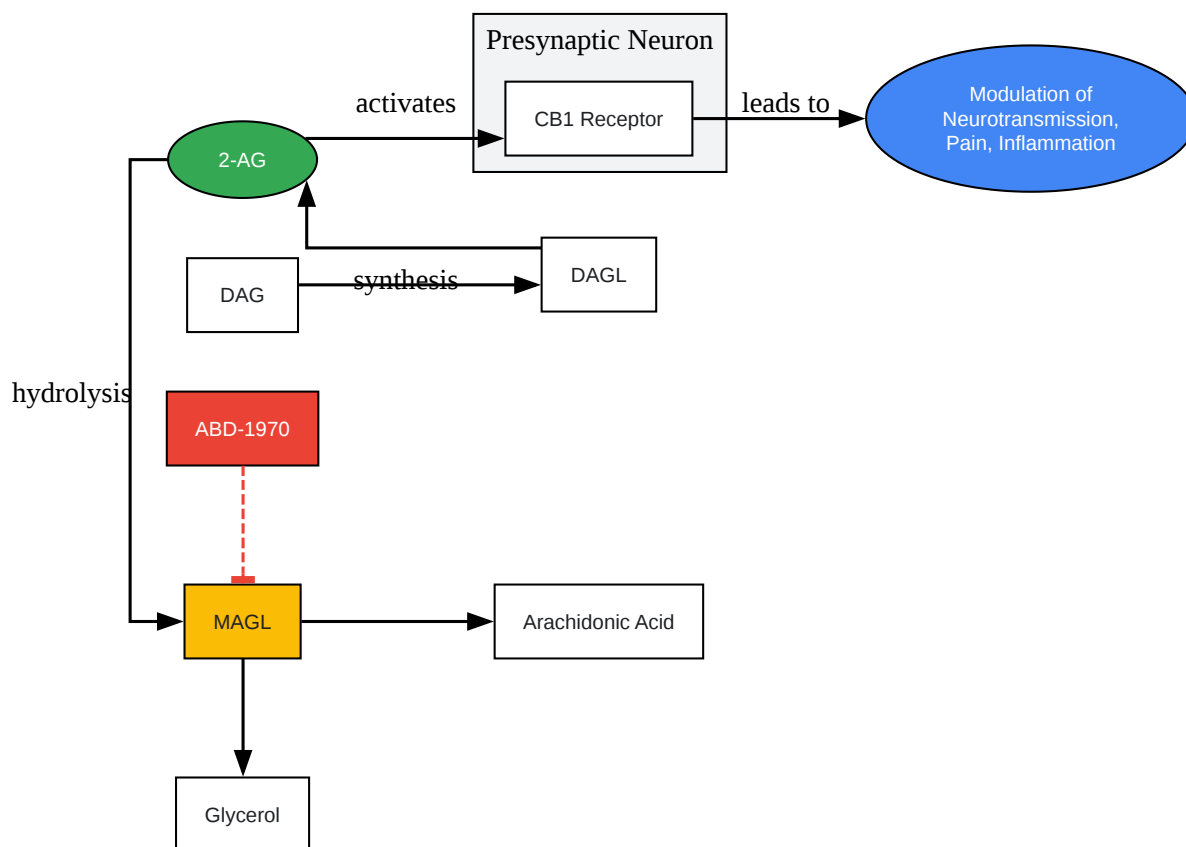 Presynaptic Neuron
activates
CB1 Receptor
leads to
Modulation of
Neurotransmission,
Pain, Inflammation
2-AG
DAG
synthesis
DAGL
hydrolysis
ABD-1970
MAGL
Arachidonic Acid
Glycerol